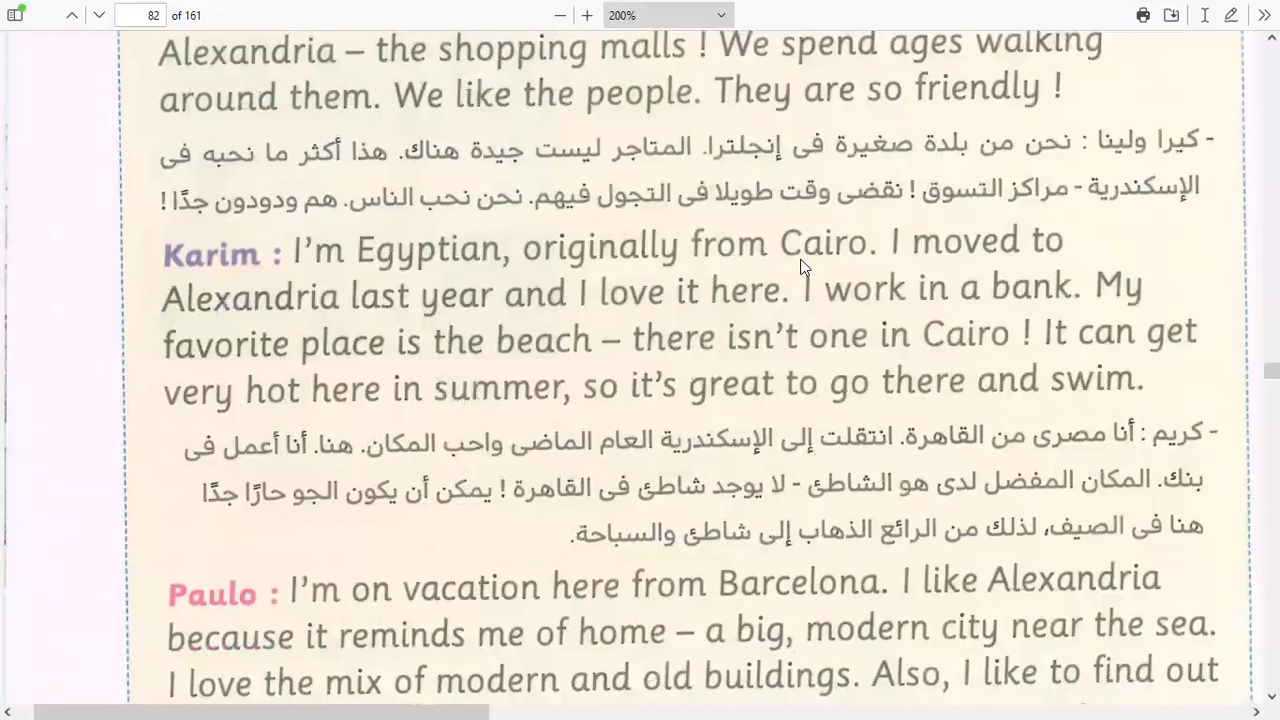 82 of 161
200%
Alexandria – the shopping malls ! We spend ages walking
around them. We like the people. They are so friendly !
- كيرا ولينا : نحن من بلدة صغيرة فى إنجلترا. المتاجر ليست جيدة هناك. هذا أكثر ما نحبه فى
الإسكندرية - مراكز التسوق ! نقضى وقت طويلا فى التجول فيهم. نحن نحب الناس. هم ودودون جدًا !
Karim : I'm Egyptian, originally from Cairo. I moved to
Alexandria last year and I love it here. I work in a bank. My
favorite place is the beach – there isn't one in Cairo ! It can get
very hot here in summer, so it's great to go there and swim.
- كريم : أنا مصرى من القاهرة. انتقلت إلى الإسكندرية العام الماضى واحب المكان. هنا. أنا أعمل فى
بنك. المكان المفضل لدى هو الشاطئ - لا يوجد شاطئ فى القاهرة ! يمكن أن يكون الجو حارًا جدًا
هنا فى الصيف، لذلك من الرائع الذهاب إلى شاطئ والسباحة.
Paulo : I'm on vacation here from Barcelona. I like Alexandria
because it reminds me of home – a big, modern city near the sea.
I love the mix of modern and old buildings. Also, I like to find out